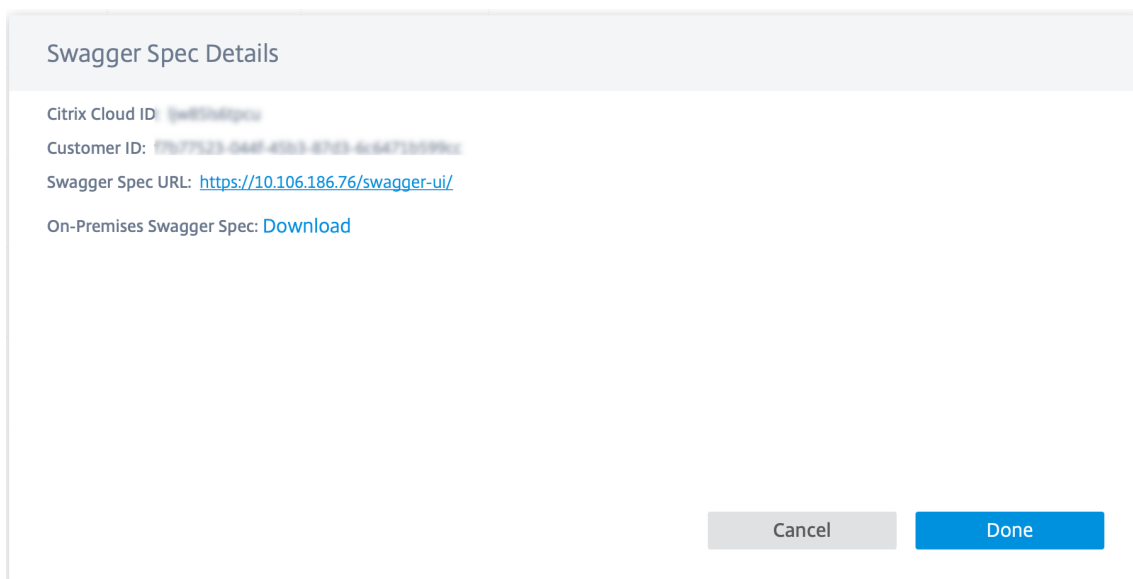 Swagger Spec Details
Citrix Cloud ID:
Customer ID:
Swagger Spec URL: https://10.106.186.76/swagger-ui/
On-Premises Swagger Spec: Download
Cancel Done